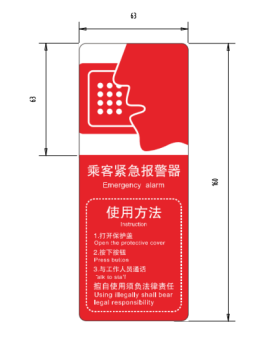 63
63
160
乘客紧急报警器
Emergency alarm
使用方法
Instruction
1.打开保护盖
Open the protective cover
2.按下按钮
Press button
3.与工作人员通话
Talk to staff
擅自使用须负法律责任
Using illegally shall bear
legal responsibility